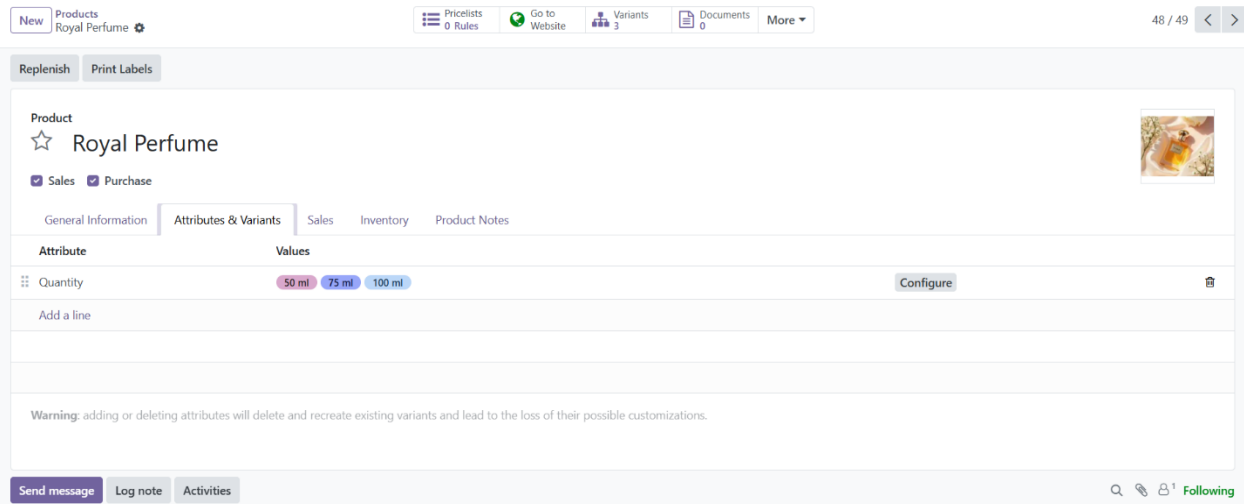 New Products
Royal Perfume
Pricelists
0 Rules
Go to
Website
Variants
3
Documents
0
More
48 / 49
Replenish Print Labels
Product
Royal Perfume
Sales Purchase
General Information Attributes & Variants Sales Inventory Product Notes
Attribute Values
Quantity 50 ml 75 ml 100 ml Configure
Add a line
Warning: adding or deleting attributes will delete and recreate existing variants and lead to the loss of their possible customizations.
Send message Log note Activities 1 Following